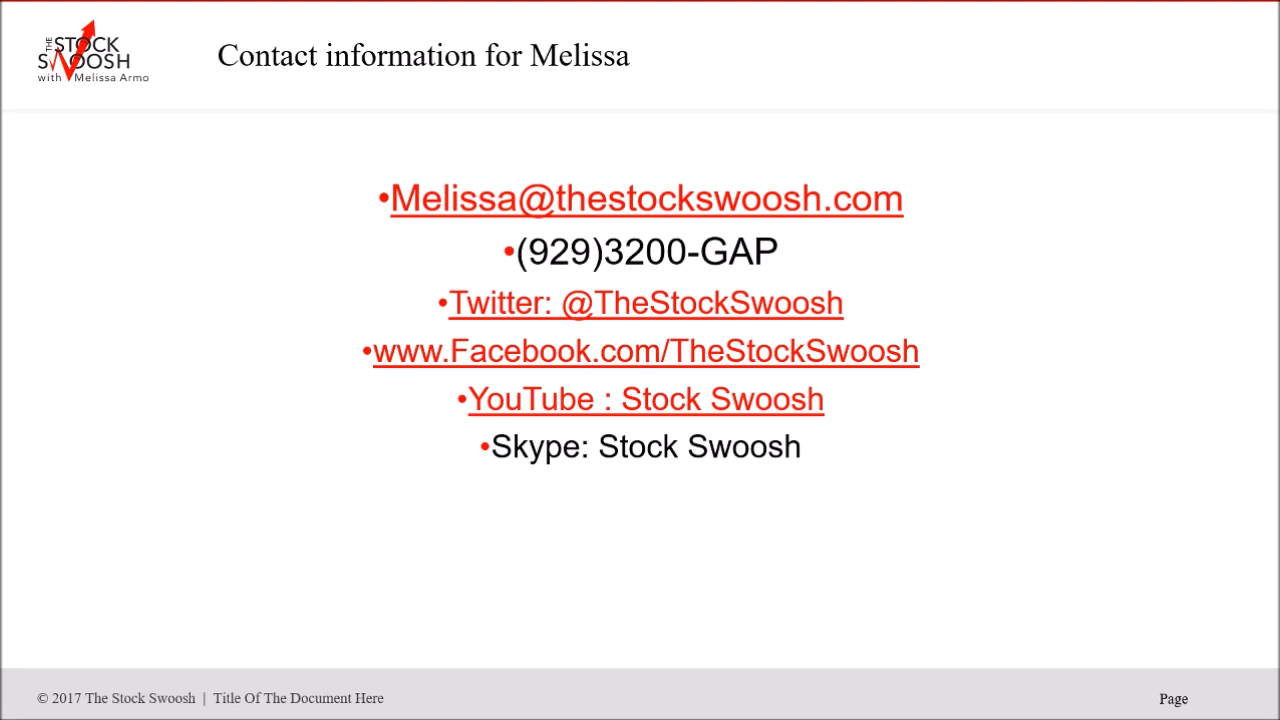 THE STOCK
SWOOSH
with Melissa Armo
Contact information for Melissa
•Melissa@thestockswoosh.com
•(929)3200-GAP
•Twitter: @TheStockSwoosh
•www.Facebook.com/TheStockSwoosh
•YouTube : Stock Swoosh
•Skype: Stock Swoosh
© 2017 The Stock Swoosh | Title Of The Document Here
Page